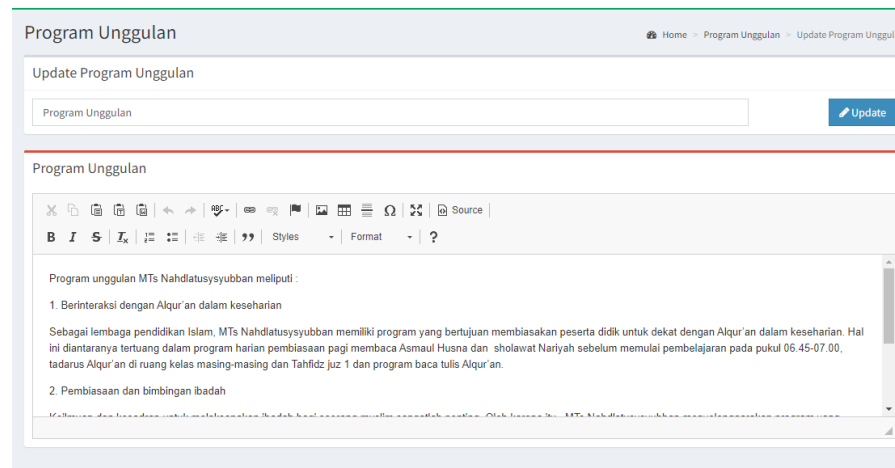 Program Unggulan
Home > Program Unggulan > Update Program Unggul
Update Program Unggulan
Program Unggulan
Update
Program Unggulan
ABC
Source
B I S Ix Styles Format ?
Program unggulan MTs Nahdlatusysyubban meliputi :
1. Berinteraksi dengan Alqur'an dalam keseharian
Sebagai lembaga pendidikan Islam, MTs Nahdlatusysyubban memiliki program yang bertujuan membiasakan peserta didik untuk dekat dengan Alqur'an dalam keseharian. Hal
ini diantaranya tertuang dalam program harian pembiasaan pagi membaca Asmaul Husna dan sholawat Nariyah sebelum memulai pembelajaran pada pukul 06.45-07.00,
tadarus Alqur'an di ruang kelas masing-masing dan Tahfidz juz 1 dan program baca tulis Alqur'an.
2. Pembiasaan dan bimbingan ibadah